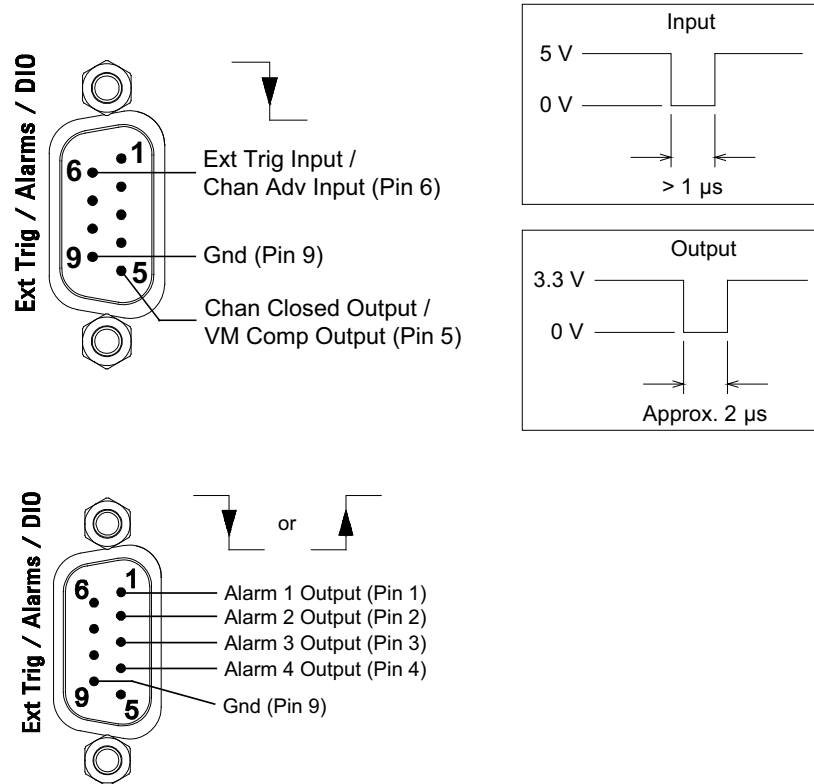 Ext Trig / Alarms / DIO
1
6
9
5
Ext Trig Input /
Chan Adv Input (Pin 6)
Gnd (Pin 9)
Chan Closed Output /
VM Comp Output (Pin 5)
Input
5 V
0 V
> 1 µs
Output
3.3 V
0 V
Approx. 2 µs
Ext Trig / Alarms / DIO
or
1
6
9
5
Alarm 1 Output (Pin 1)
Alarm 2 Output (Pin 2)
Alarm 3 Output (Pin 3)
Alarm 4 Output (Pin 4)
Gnd (Pin 9)